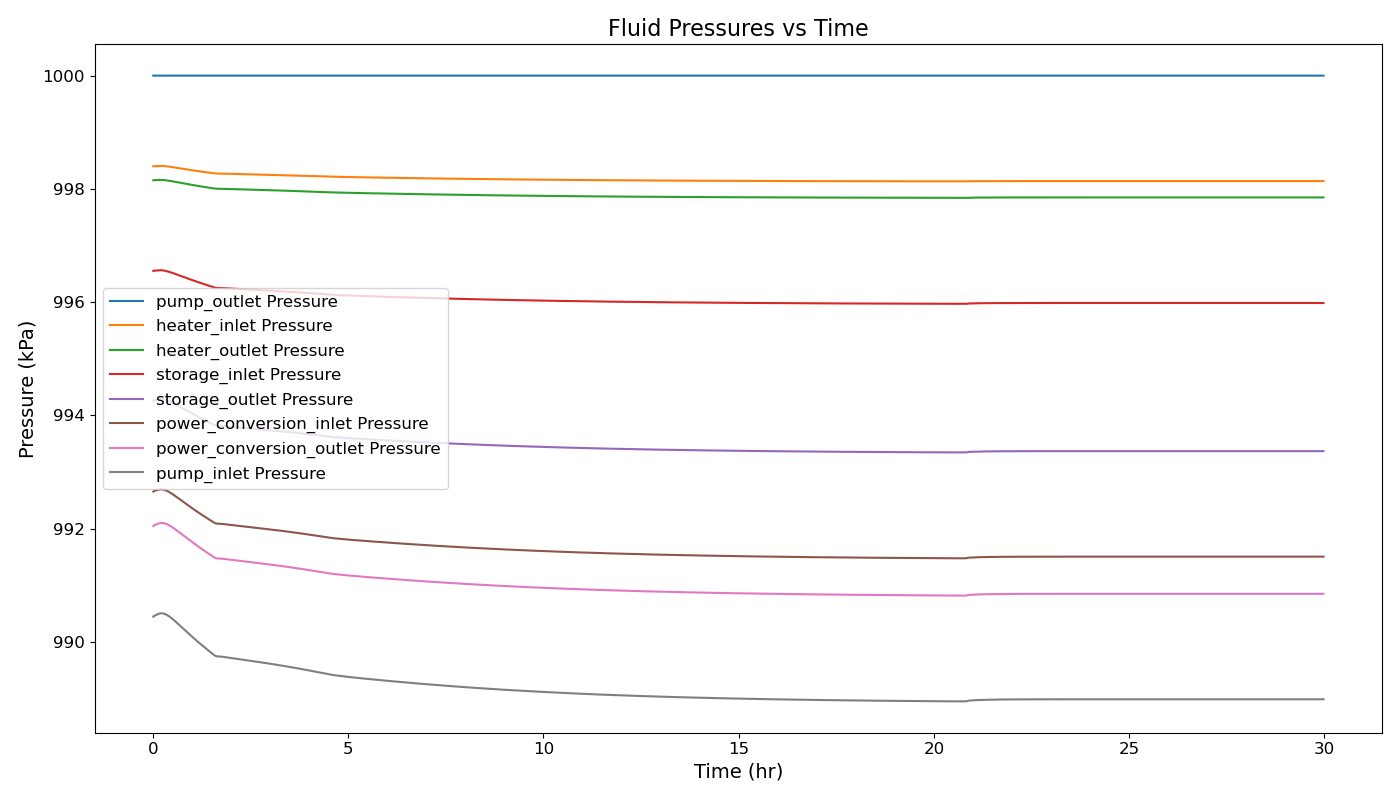 Fluid Pressures vs Time
Pressure (kPa)
1000
998
996
994
992
990
pump_outlet Pressure
heater_inlet Pressure
heater_outlet Pressure
storage_inlet Pressure
storage_outlet Pressure
power_conversion_inlet Pressure
power_conversion_outlet Pressure
pump_inlet Pressure
0 5 10 15 20 25 30
Time (hr)